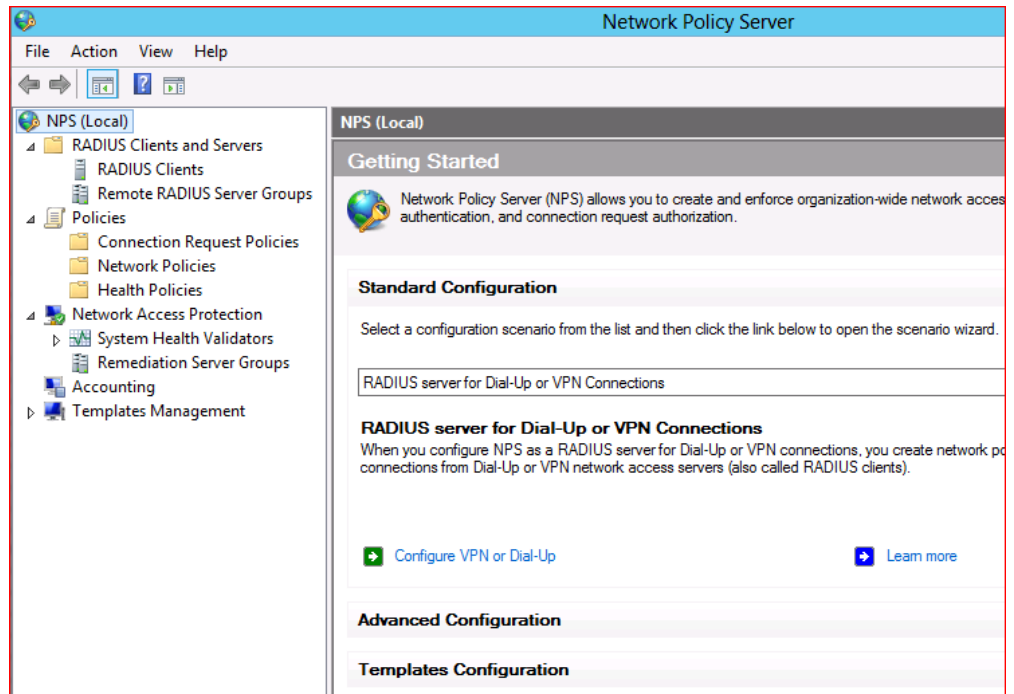 Network Policy Server
File Action View Help
NPS (Local)
RADIUS Clients and Servers
RADIUS Clients
Remote RADIUS Server Groups
Policies
Connection Request Policies
Network Policies
Health Policies
Network Access Protection
System Health Validators
Remediation Server Groups
Accounting
Templates Management
NPS (Local)
Getting Started
Network Policy Server (NPS) allows you to create and enforce organization-wide network acces
authentication, and connection request authorization.
Standard Configuration
Select a configuration scenario from the list and then click the link below to open the scenario wizard.
RADIUS server for Dial-Up or VPN Connections
RADIUS server for Dial-Up or VPN Connections
When you configure NPS as a RADIUS server for Dial-Up or VPN connections, you create network po
connections from Dial-Up or VPN network access servers (also called RADIUS clients).
Configure VPN or Dial-Up
Learn more
Advanced Configuration
Templates Configuration